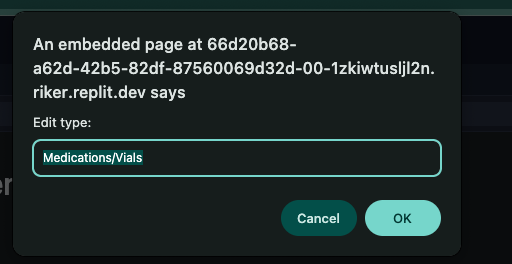 An embedded page at 66d20b68-
a62d-42b5-82df-87560069d32d-00-1zkiwtusljl2n.
riker.replit.dev says
Edit type:
Medications/Vials
Cancel
OK
er